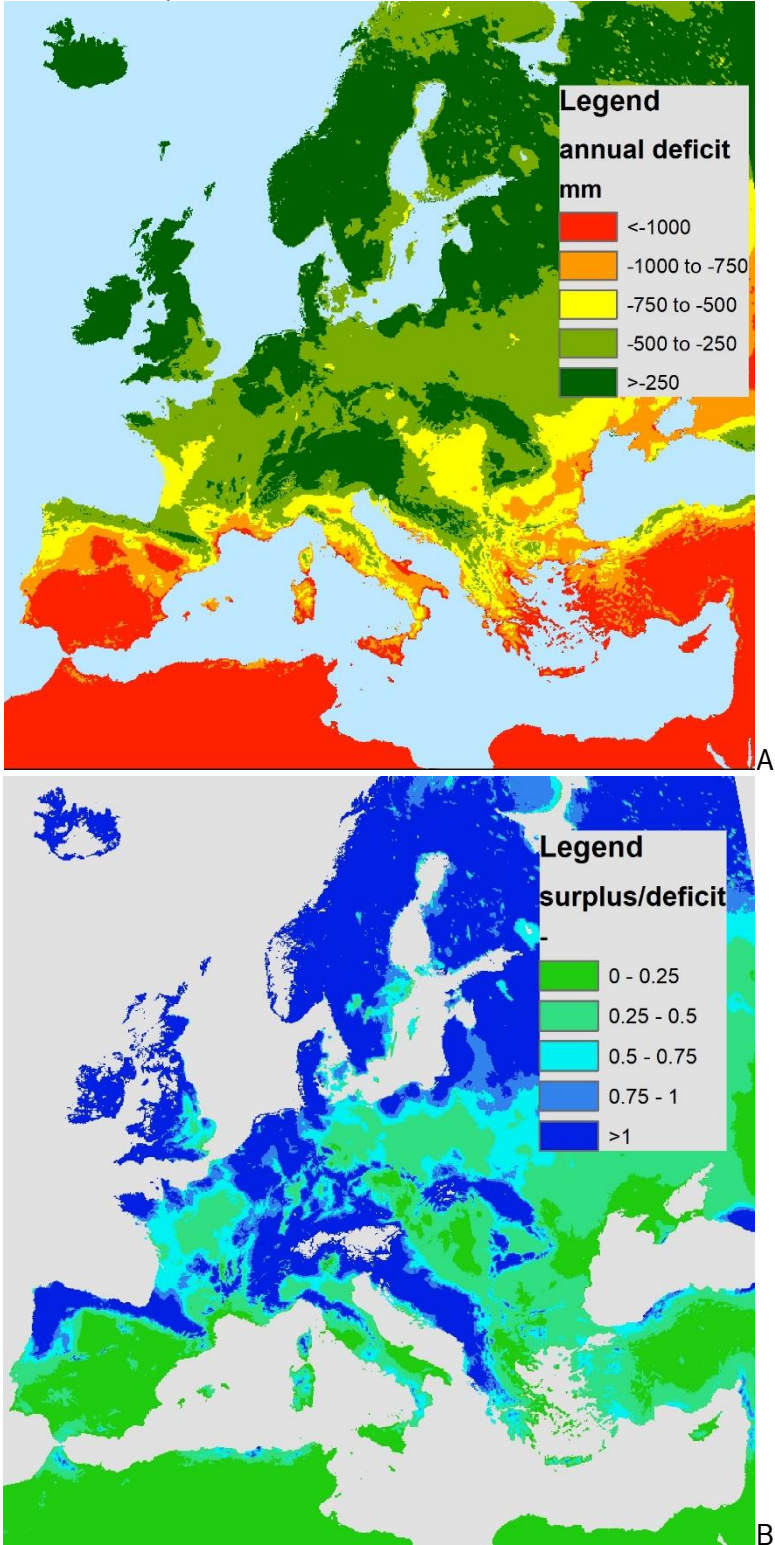 Legend
annual deficit
mm
<-1000
-1000 to -750
-750 to -500
-500 to -250
>-250
A
Legend
surplus/deficit
-
0 - 0.25
0.25 - 0.5
0.5 - 0.75
0.75 - 1
>1
B